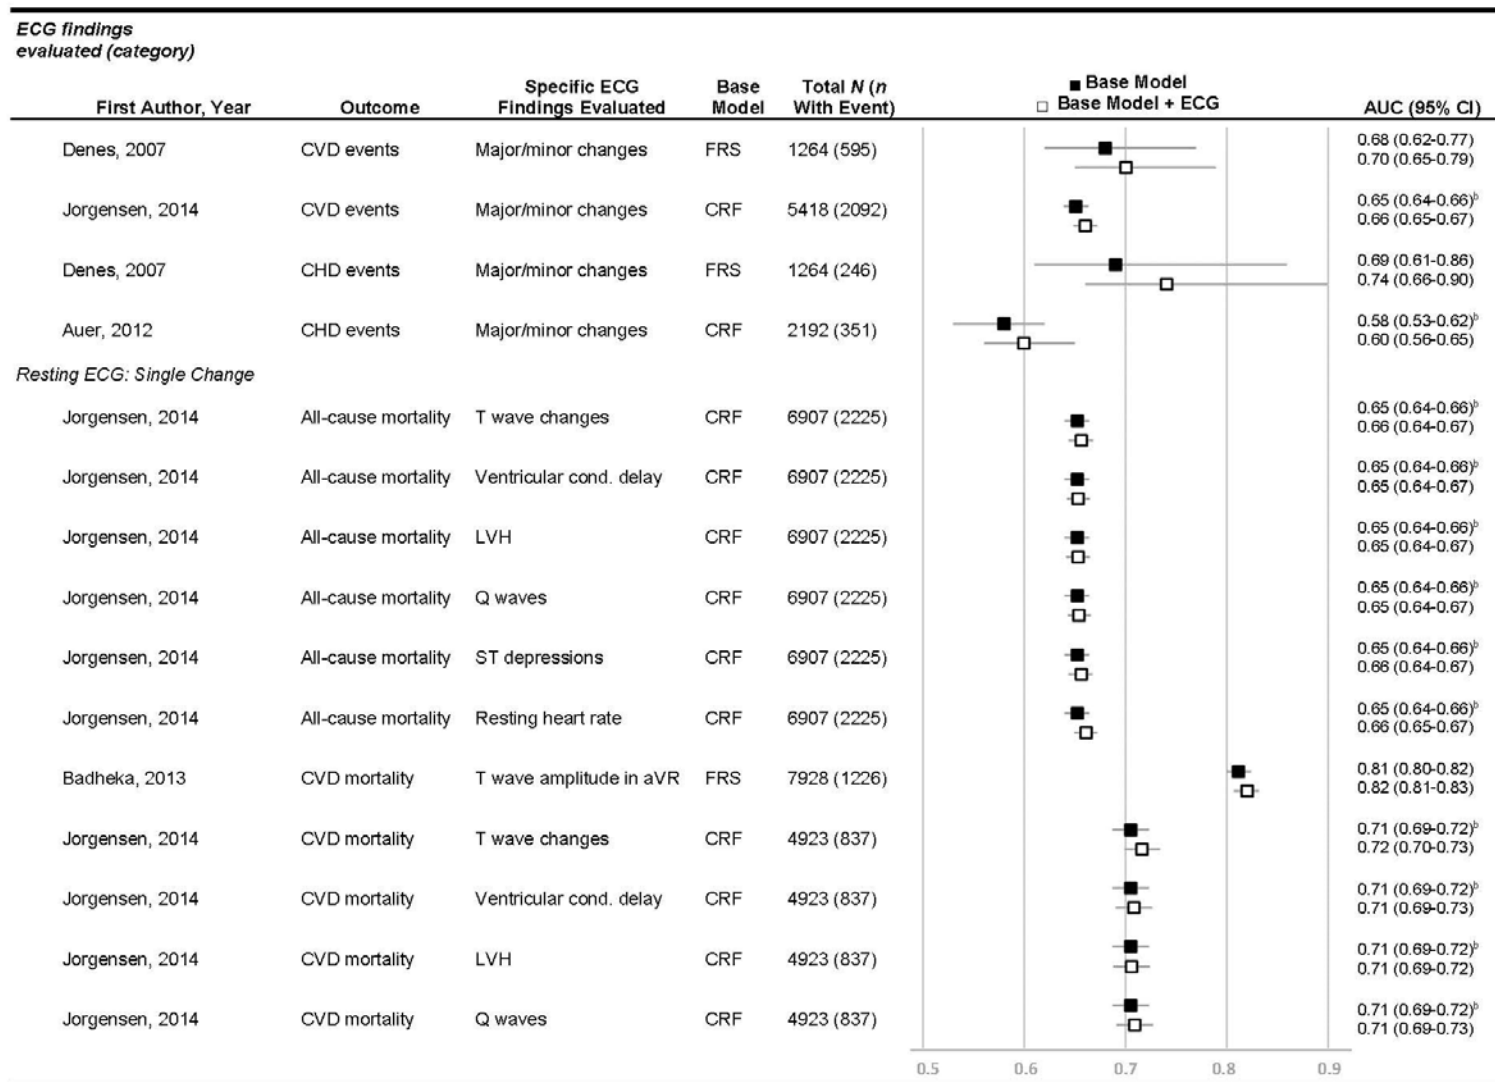 ECG findings
evaluated (category)
First Author, Year Outcome Specific ECG Findings Evaluated Base Model Total N (n With Event) ■ Base Model □ Base Model + ECG AUC (95% CI)
Denes, 2007 CVD events Major/minor changes FRS 1264 (595) 0.68 (0.62-0.77)
0.70 (0.65-0.79)
Jorgensen, 2014 CVD events Major/minor changes CRF 5418 (2092) 0.65 (0.64-0.66)b
0.66 (0.65-0.67)
Denes, 2007 CHD events Major/minor changes FRS 1264 (246) 0.69 (0.61-0.86)
0.74 (0.66-0.90)
Auer, 2012 CHD events Major/minor changes CRF 2192 (351) 0.58 (0.53-0.62)b
0.60 (0.56-0.65)
Resting ECG: Single Change
Jorgensen, 2014 All-cause mortality T wave changes CRF 6907 (2225) 0.65 (0.64-0.66)b
0.66 (0.64-0.67)
Jorgensen, 2014 All-cause mortality Ventricular cond. delay CRF 6907 (2225) 0.65 (0.64-0.66)b
0.65 (0.64-0.67)
Jorgensen, 2014 All-cause mortality LVH CRF 6907 (2225) 0.65 (0.64-0.66)b
0.65 (0.64-0.67)
Jorgensen, 2014 All-cause mortality Q waves CRF 6907 (2225) 0.65 (0.64-0.66)b
0.65 (0.64-0.67)
Jorgensen, 2014 All-cause mortality ST depressions CRF 6907 (2225) 0.65 (0.64-0.66)b
0.66 (0.64-0.67)
Jorgensen, 2014 All-cause mortality Resting heart rate CRF 6907 (2225) 0.65 (0.64-0.66)b
0.66 (0.65-0.67)
Badheka, 2013 CVD mortality T wave amplitude in aVR FRS 7928 (1226) 0.81 (0.80-0.82)
0.82 (0.81-0.83)
Jorgensen, 2014 CVD mortality T wave changes CRF 4923 (837) 0.71 (0.69-0.72)b
0.72 (0.70-0.73)
Jorgensen, 2014 CVD mortality Ventricular cond. delay CRF 4923 (837) 0.71 (0.69-0.72)b
0.71 (0.69-0.73)
Jorgensen, 2014 CVD mortality LVH CRF 4923 (837) 0.71 (0.69-0.72)b
0.71 (0.69-0.72)
Jorgensen, 2014 CVD mortality Q waves CRF 4923 (837) 0.71 (0.69-0.72)b
0.71 (0.69-0.73)
0.5 0.6 0.7 0.8 0.9